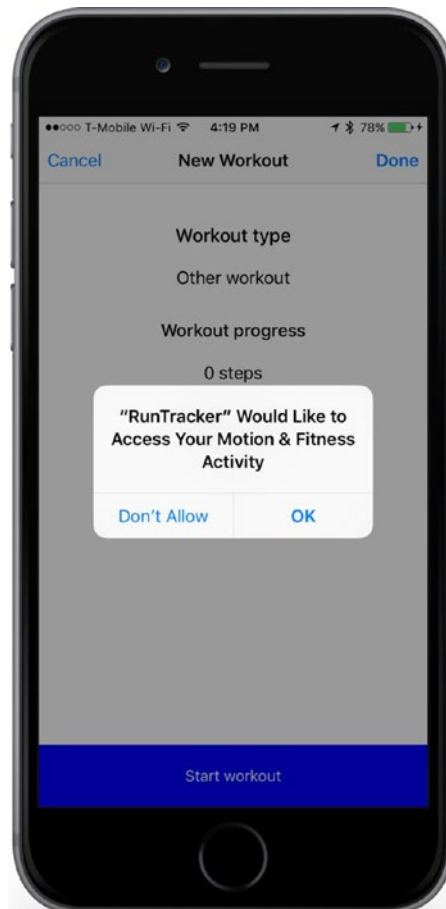 T-Mobile Wi-Fi 4:19 PM 78%
Cancel New Workout Done
Workout type
Other workout
Workout progress
0 steps
“RunTracker” Would Like to
Access Your Motion & Fitness
Activity
Don’t Allow OK
Start workout